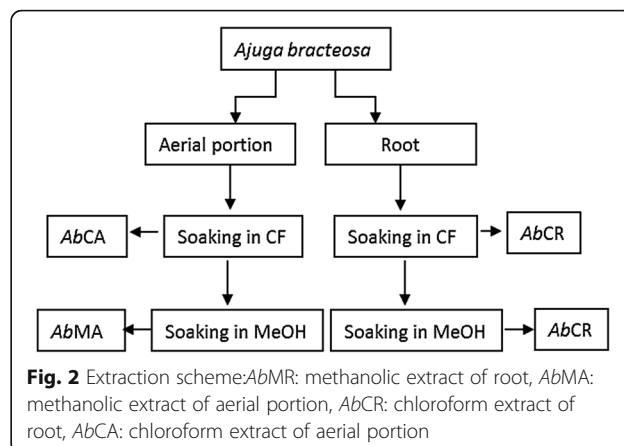 Ajuga bracteosa
Aerial portion
Root
AbCA
Soaking in CF
Soaking in CF
AbCR
AbMA
Soaking in MeOH
Soaking in MeOH
AbCR
Fig. 2 Extraction scheme:AbMR: methanolic extract of root, AbMA:
methanolic extract of aerial portion, AbCR: chloroform extract of
root, AbCA: chloroform extract of aerial portion